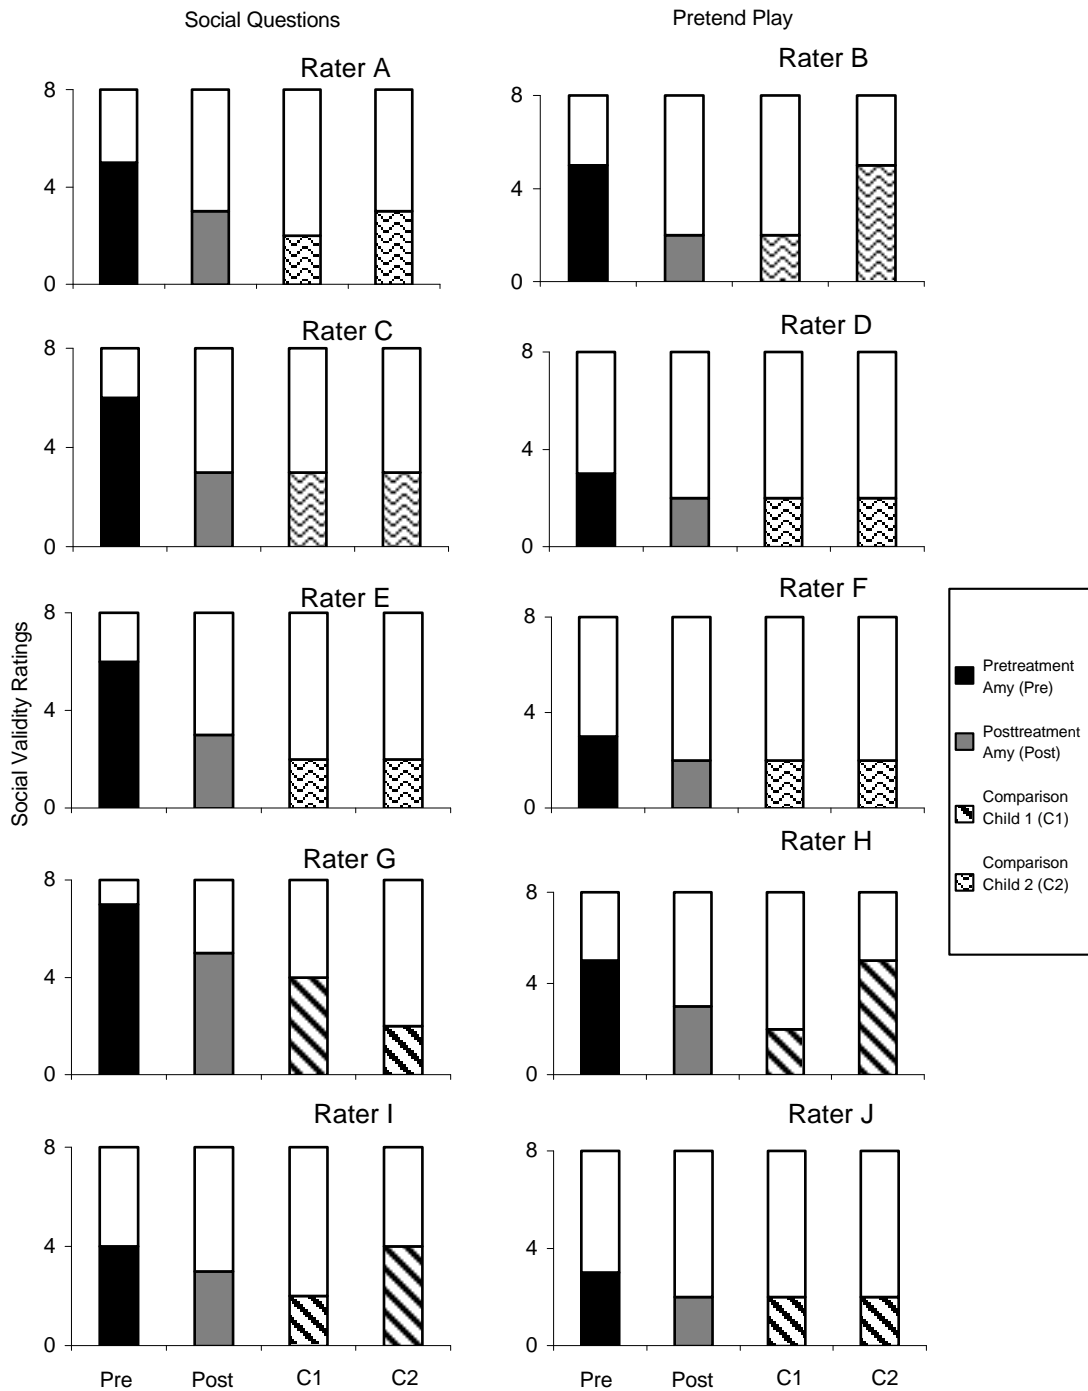 Social Questions
Pretend Play
Rater A
8
4
0
Rater B
8
4
0
Rater C
8
4
0
Rater D
8
4
0
Rater E
8
4
0
Rater F
8
4
0
Rater G
8
4
0
Rater H
8
4
0
Rater I
8
4
0
Rater J
8
4
0
Social Validity Ratings
Pre Post C1 C2
Pre Post C1 C2
Pretreatment
Amy (Pre)
Posttreatment
Amy (Post)
Comparison
Child 1 (C1)
Comparison
Child 2 (C2)